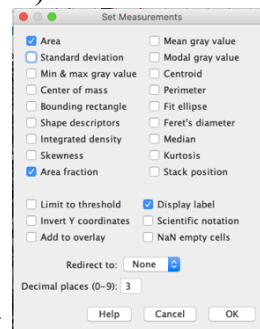 Set Measurements
Area Mean gray value
Standard deviation Modal gray value
Min & max gray value Centroid
Center of mass Perimeter
Bounding rectangle Fit ellipse
Shape descriptors Feret's diameter
Integrated density Median
Skewness Kurtosis
Area fraction Stack position
Limit to threshold Display label
Invert Y coordinates Scientific notation
Add to overlay NaN empty cells
Redirect to: None
Decimal places (0-9): 3
Help Cancel OK